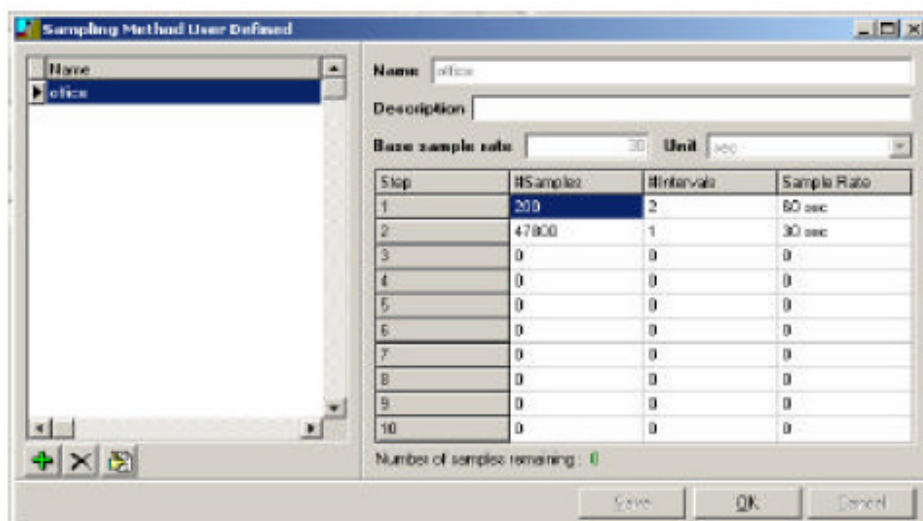 Sampling Method User Defined
Name
office
Name office
Description
Base sample rate 30 Unit sec
Step #Samples #Intervals Sample Rate
1 200 2 60 sec
2 47800 1 30 sec
3 0 0 0
4 0 0 0
5 0 0 0
6 0 0 0
7 0 0 0
8 0 0 0
9 0 0 0
10 0 0 0
Number of samples remaining : 0
Save OK Cancel